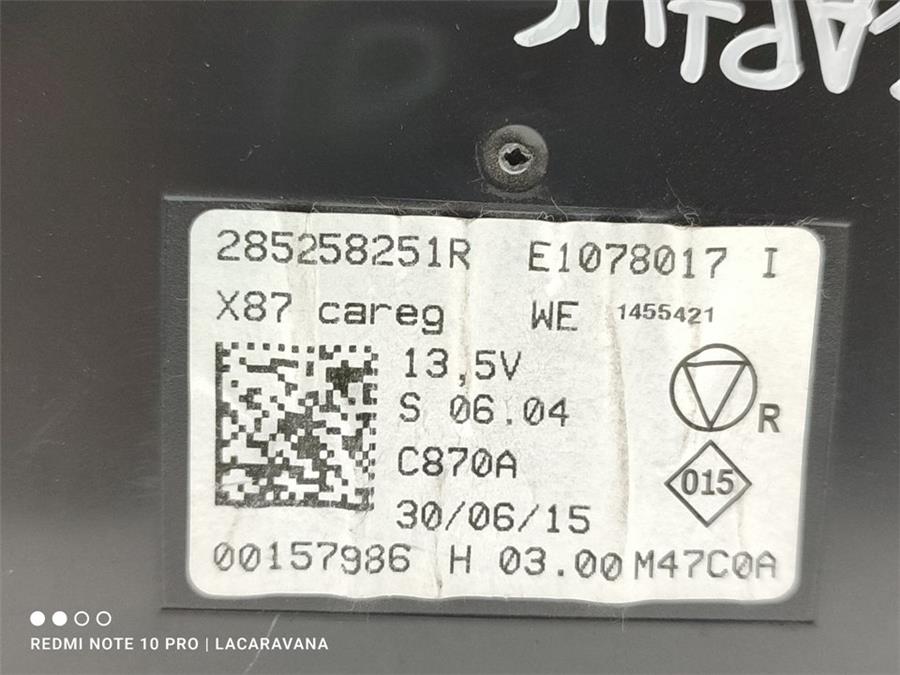 CAPTUR
285258251R E1078017 I
X87 careg WE 1455421
13,5V
S 06.04
R
C870A
015
30/06/15
00157986 H 03.00 M47C0A
REDMI NOTE 10 PRO | LACARAVANA